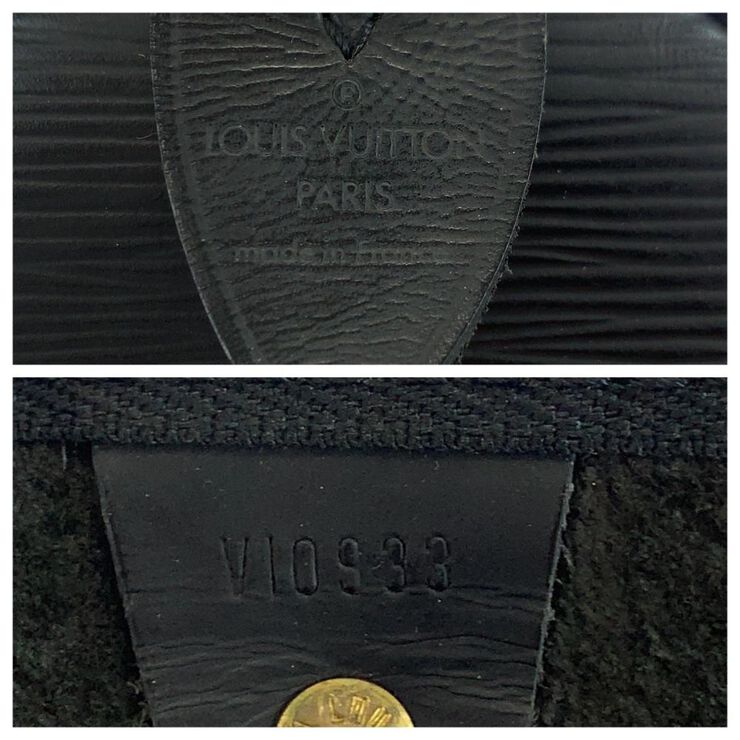 ®
LOUIS VUITTON
PARIS
made in France
VI0933